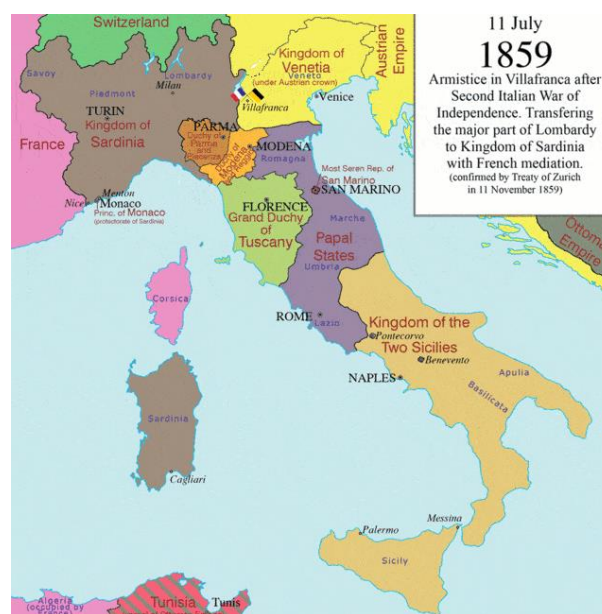 11 July
1859
Armistice in Villafranca after
Second Italian War of
Independence. Transfering
the major part of Lombardy
to Kingdom of Sardinia
with French mediation.
(confirmed by Treaty of Zurich
in 11 November 1859)
Switzerland
Austrian
Empire
Kingdom of
Venetia
(under Austrian crown)
Veneto
Savoy
Lombardy
Piedmont
Milan
Villafranca
Venice
TURIN
Kingdom of
Sardinia
France
PARMA
Duchy of
Parma
and
Piacenza
MODENA
Romagna
Most Seren Rep. of
San Marino
SAN MARINO
Menton
Nice
Monaco
Princ. of Monaco
(protectorate of Sardinia)
FLORENCE
Grand Duchy
of
Tuscany
Marche
Papal
States
Umbria
Ottoman
Empire
Corsica
ROME
Lazio
Kingdom of the
Two Sicilies
Pontecorvo
Benevento
Apulia
NAPLES
Basilicata
Sardinia
Cagliari
Messina
Palermo
Sicily
Algeria
(occupied by
Tunisia
Tunis